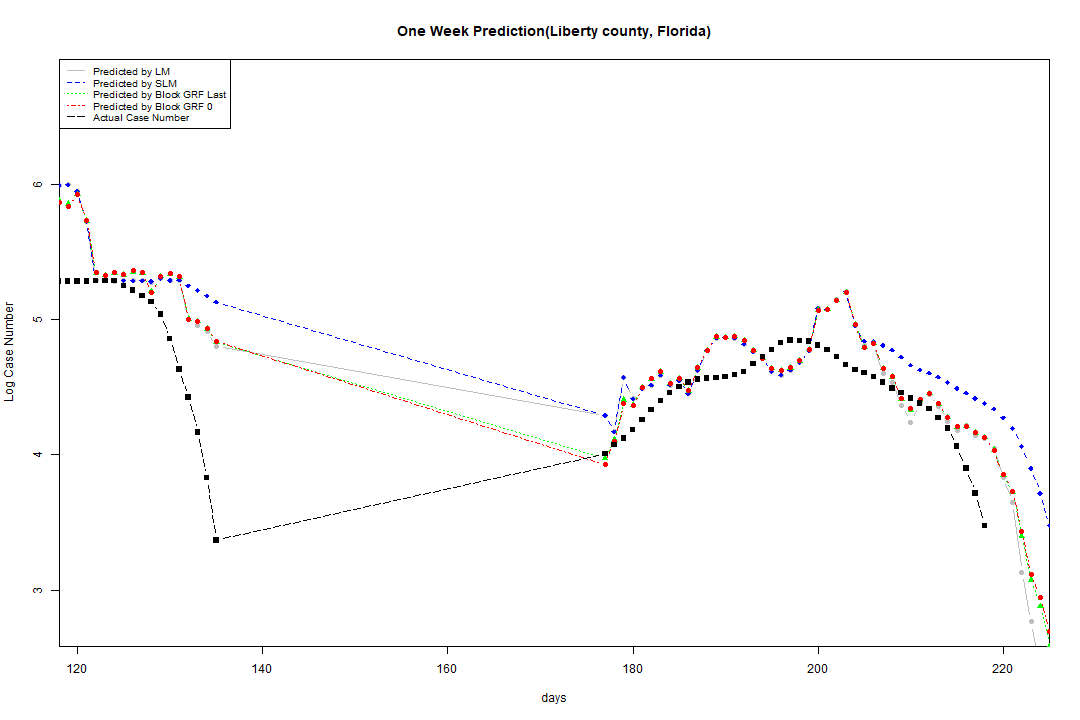 One Week Prediction(Liberty county, Florida)
Predicted by LM
Predicted by SLM
Predicted by Block GRF Last
Predicted by Block GRF 0
Actual Case Number
6
5
4
3
Log Case Number
120 140 160 180 200 220
days